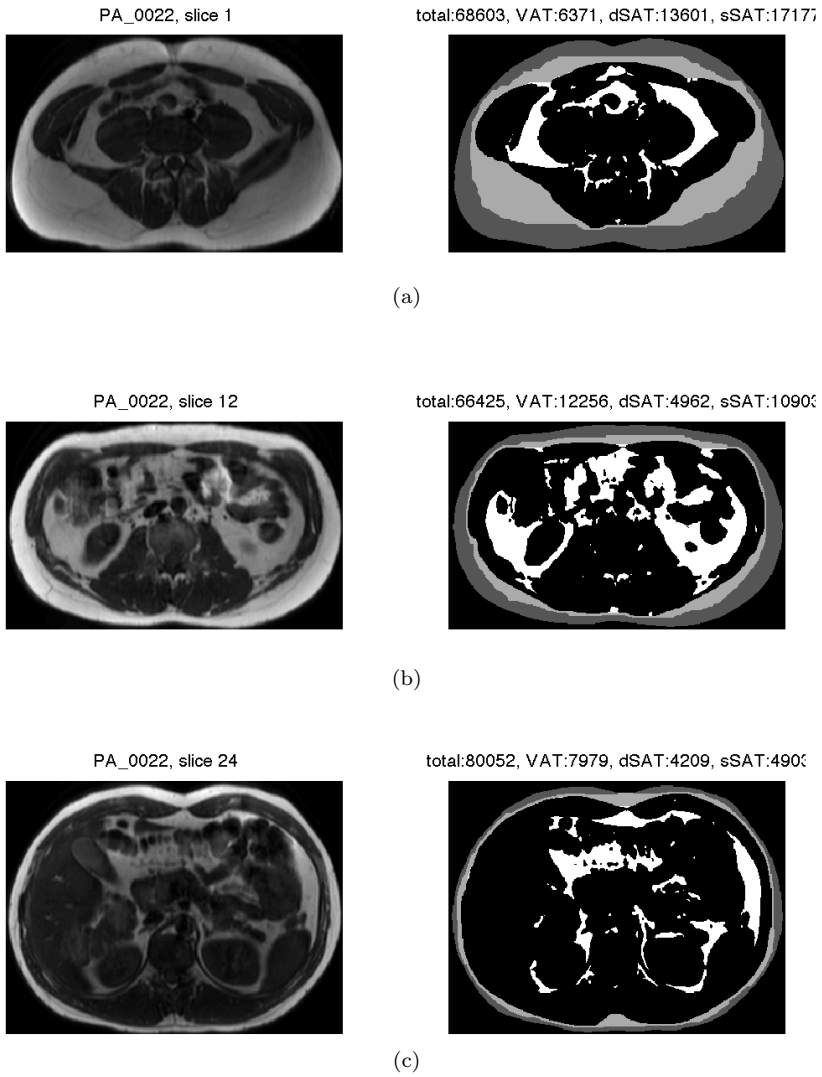 PA_0022, slice 1
total:68603, VAT:6371, dSAT:13601, sSAT:17177
(a)
PA_0022, slice 12
total:66425, VAT:12256, dSAT:4962, sSAT:10903
(b)
PA_0022, slice 24
total:80052, VAT:7979, dSAT:4209, sSAT:4903
(c)